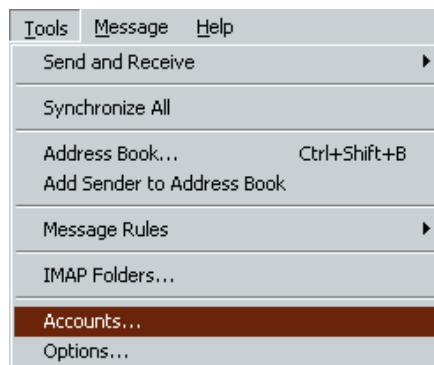 Tools Message Help
Send and Receive
Synchronize All
Address Book... Ctrl+Shift+B
Add Sender to Address Book
Message Rules
IMAP Folders...
Accounts...
Options...